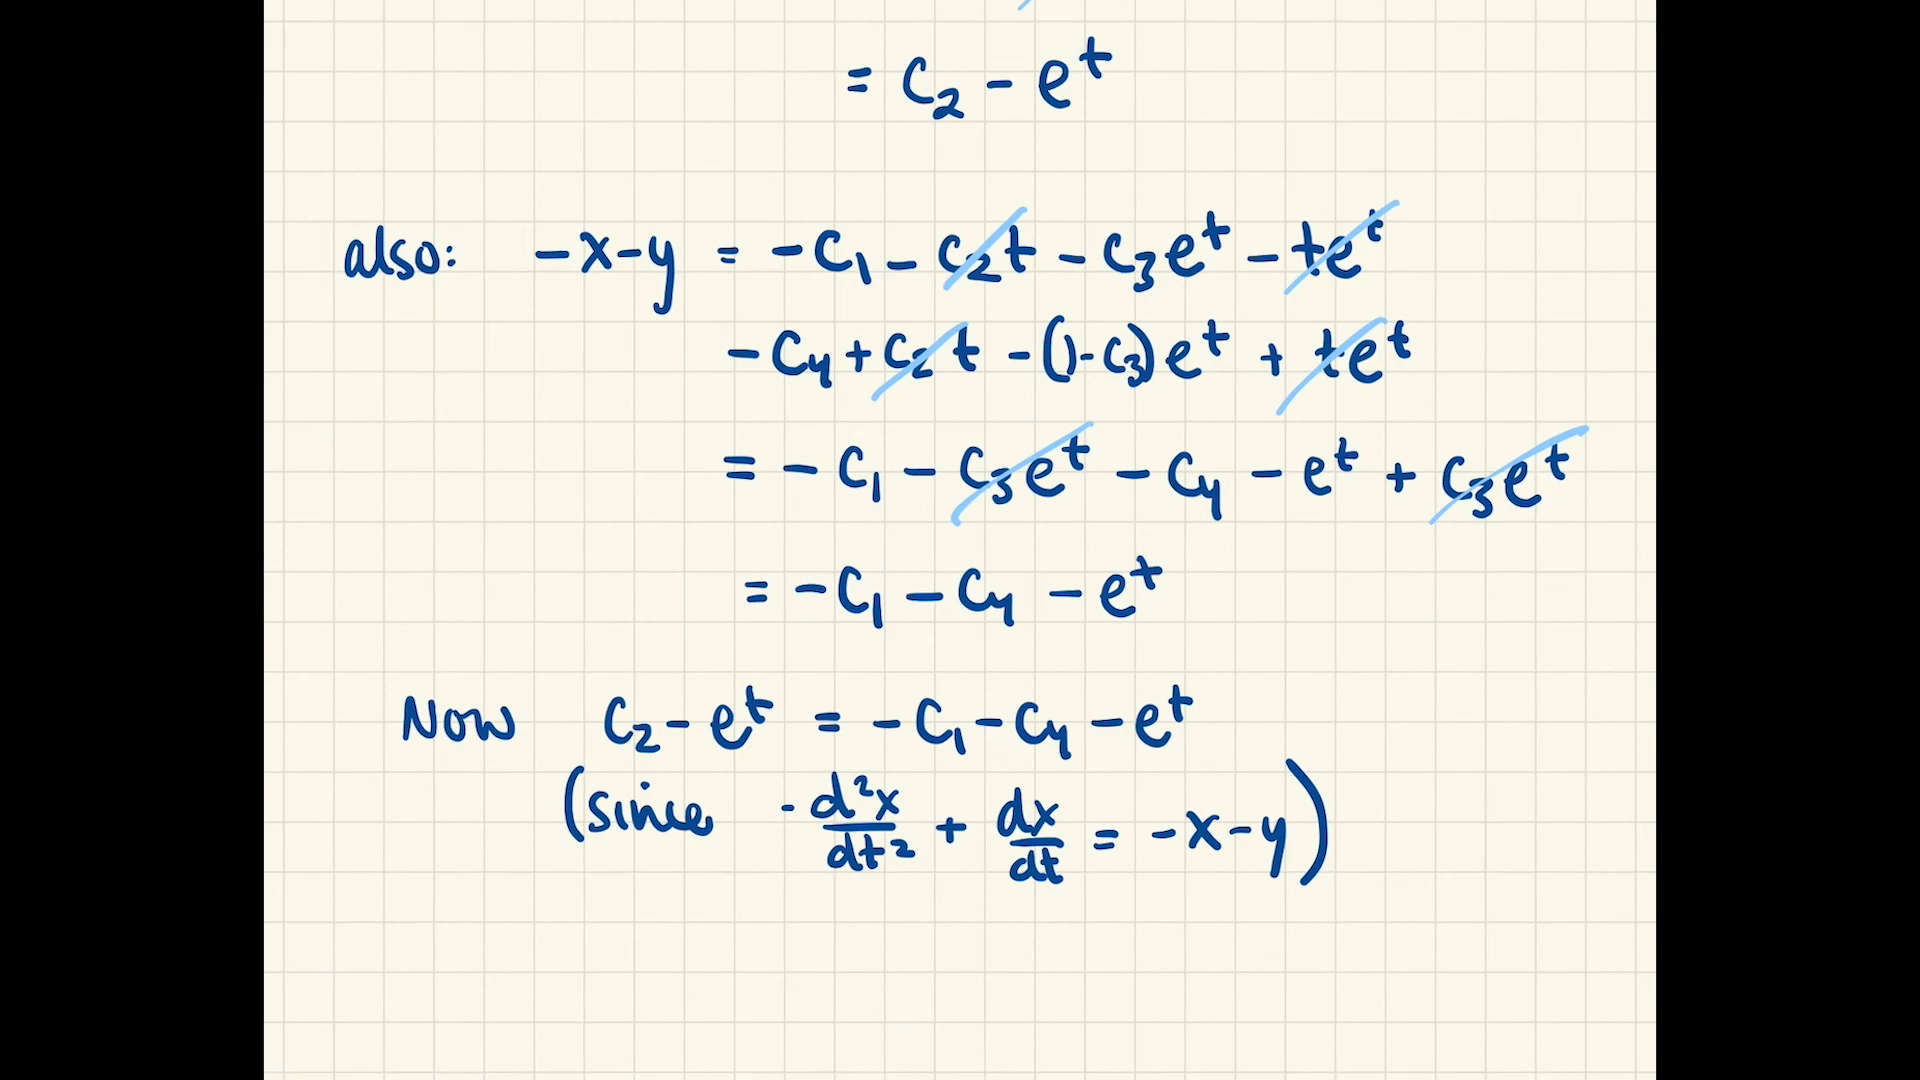 = C₂ - eᵗ
also: -x-y = -C₁ - C₂t - C₃eᵗ - teᵗ
-C₄ + C₂t - (1-C₃)eᵗ + teᵗ
= -C₁ - C₃eᵗ - C₄ - eᵗ + C₃eᵗ
= -C₁ - C₄ - eᵗ
Now C₂ - eᵗ = -C₁ - C₄ - eᵗ
(since -d²x/dt² + dx/dt = -x-y)